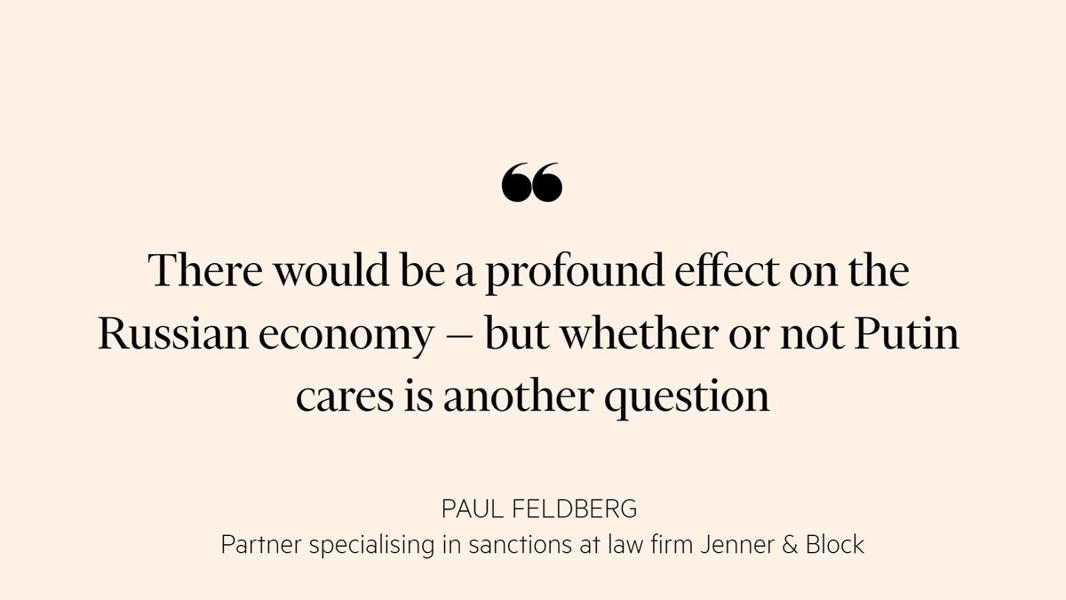 “
There would be a profound effect on the
Russian economy – but whether or not Putin
cares is another question
PAUL FELDBERG
Partner specialising in sanctions at law firm Jenner & Block